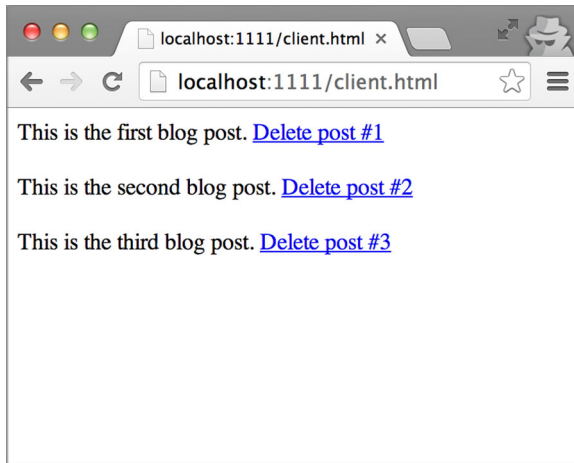 localhost:1111/client.html ×
localhost:1111/client.html
This is the first blog post. Delete post #1
This is the second blog post. Delete post #2
This is the third blog post. Delete post #3